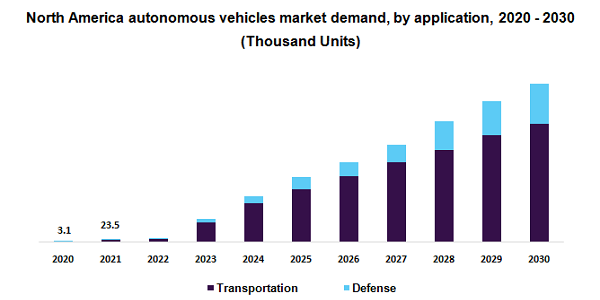 North America autonomous vehicles market demand, by application, 2020 - 2030
(Thousand Units)
3.1 23.5
2020 2021 2022 2023 2024 2025 2026 2027 2028 2029 2030
Transportation Defense